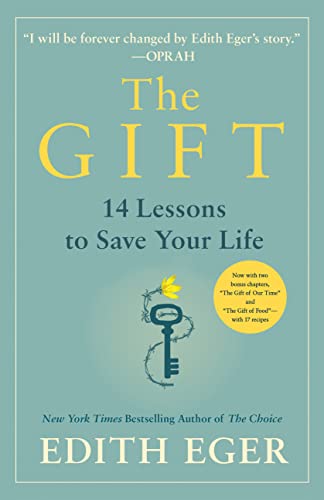 “I will be forever changed by Edith Eger’s story.”
—OPRAH
The
GIFT
14 Lessons
to Save Your Life
Now with two
bonus chapters,
“The Gift of Our Time”
and
“The Gift of Food”—
with 17 recipes
New York Times Bestselling Author of The Choice
EDITH EGER